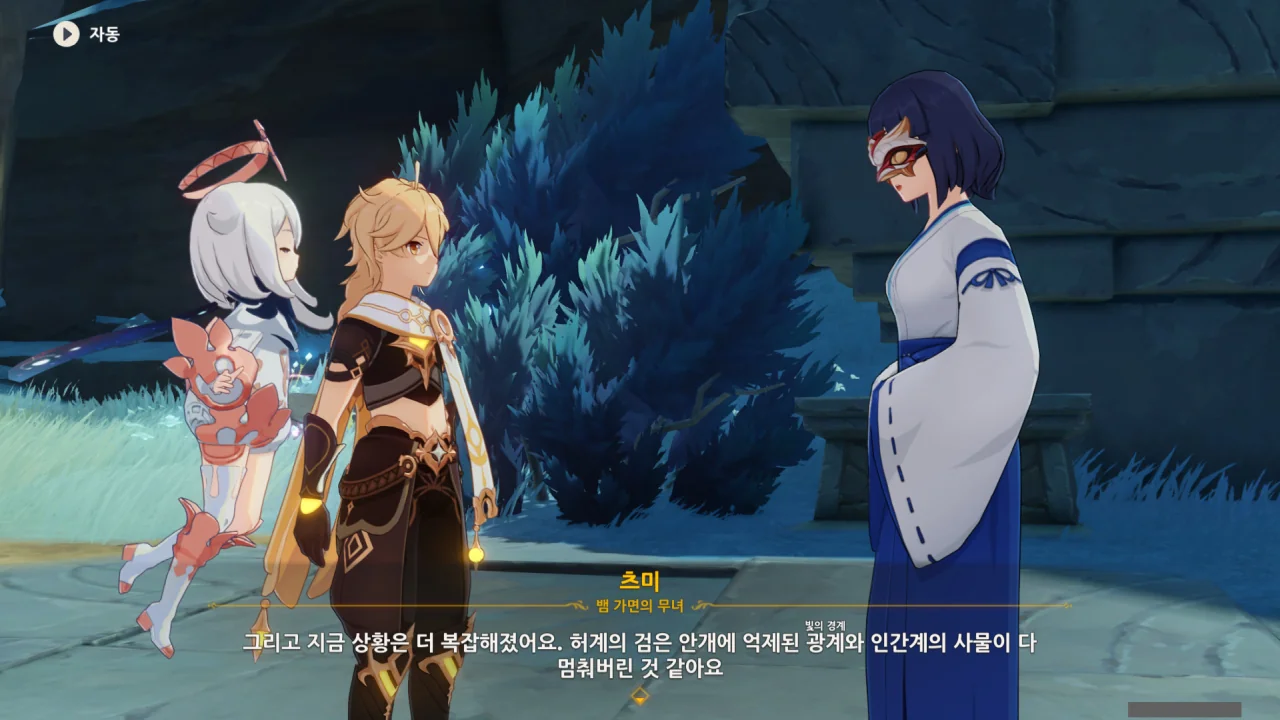 자동
츠미
뱀 가면의 무녀
빛의 경계
그리고 지금 상황은 더 복잡해졌어요. 허계의 검은 안개에 억제된 광계와 인간계의 사물이 다
멈춰버린 것 같아요